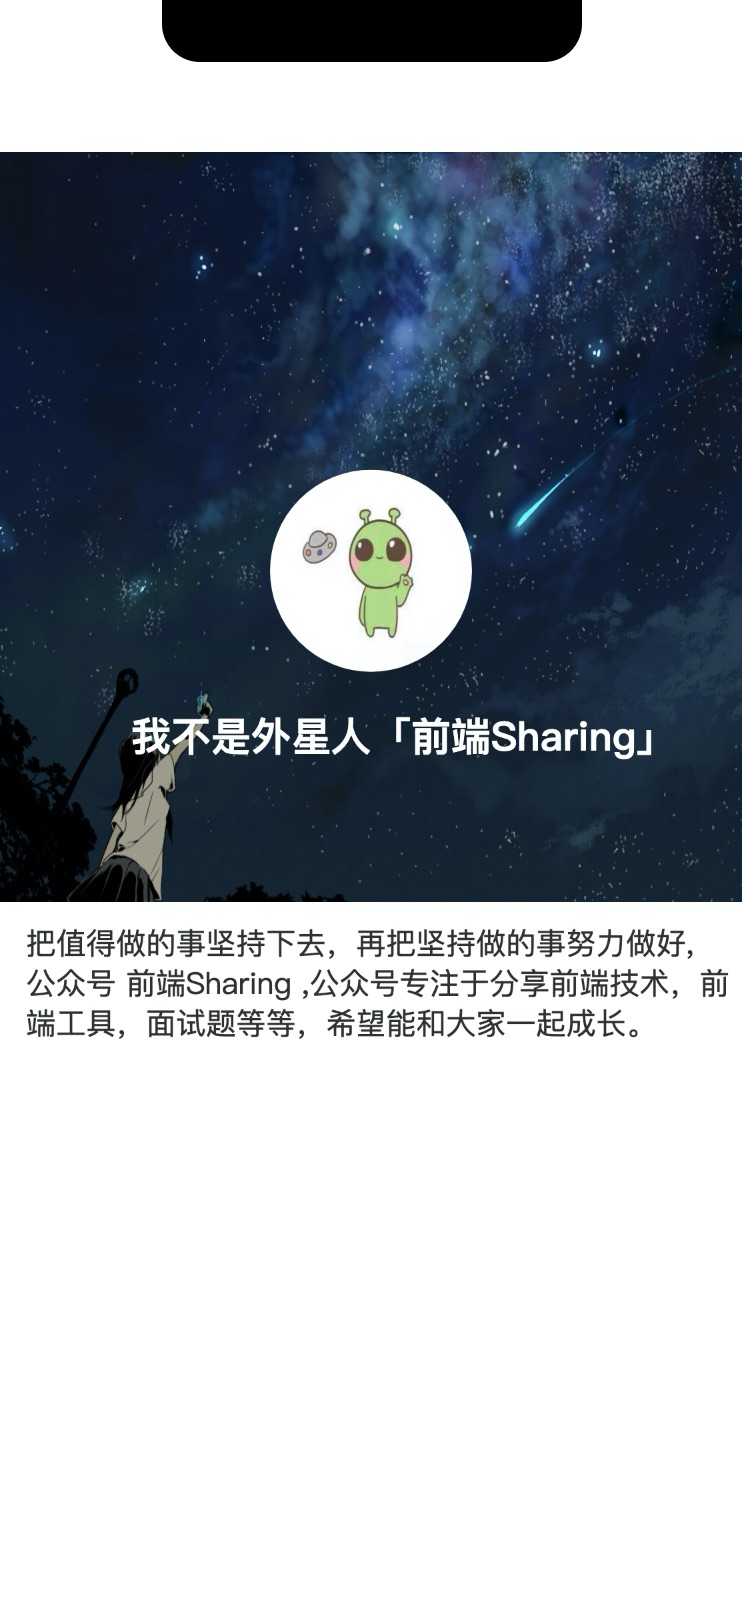 我不是外星人「前端Sharing」
把值得做的事坚持下去，再把坚持做的事努力做好，
公众号 前端Sharing ,公众号专注于分享前端技术，前
端工具，面试题等等，希望能和大家一起成长。